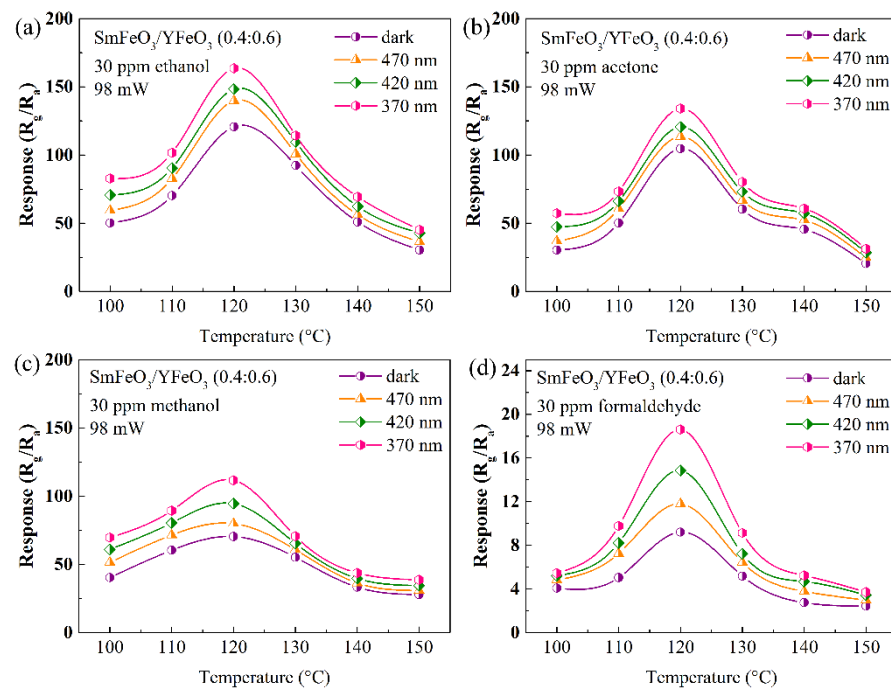 (a)
SmFeO₃/YFeO₃ (0.4:0.6)
30 ppm ethanol
98 mW
dark
470 nm
420 nm
370 nm
200
150
100
50
0
Response (Rg/Ra)
100 110 120 130 140 150
Temperature (°C)
(b)
SmFeO₃/YFeO₃ (0.4:0.6)
30 ppm acetone
98 mW
dark
470 nm
420 nm
370 nm
200
150
100
50
0
Response (Rg/Ra)
100 110 120 130 140 150
Temperature (°C)
(c)
SmFeO₃/YFeO₃ (0.4:0.6)
30 ppm methanol
98 mW
dark
470 nm
420 nm
370 nm
200
150
100
50
0
Response (Rg/Ra)
100 110 120 130 140 150
Temperature (°C)
(d)
SmFeO₃/YFeO₃ (0.4:0.6)
30 ppm formaldehyde
98 mW
dark
470 nm
420 nm
370 nm
24
20
16
12
8
4
0
Response (Rg/Ra)
100 110 120 130 140 150
Temperature (°C)